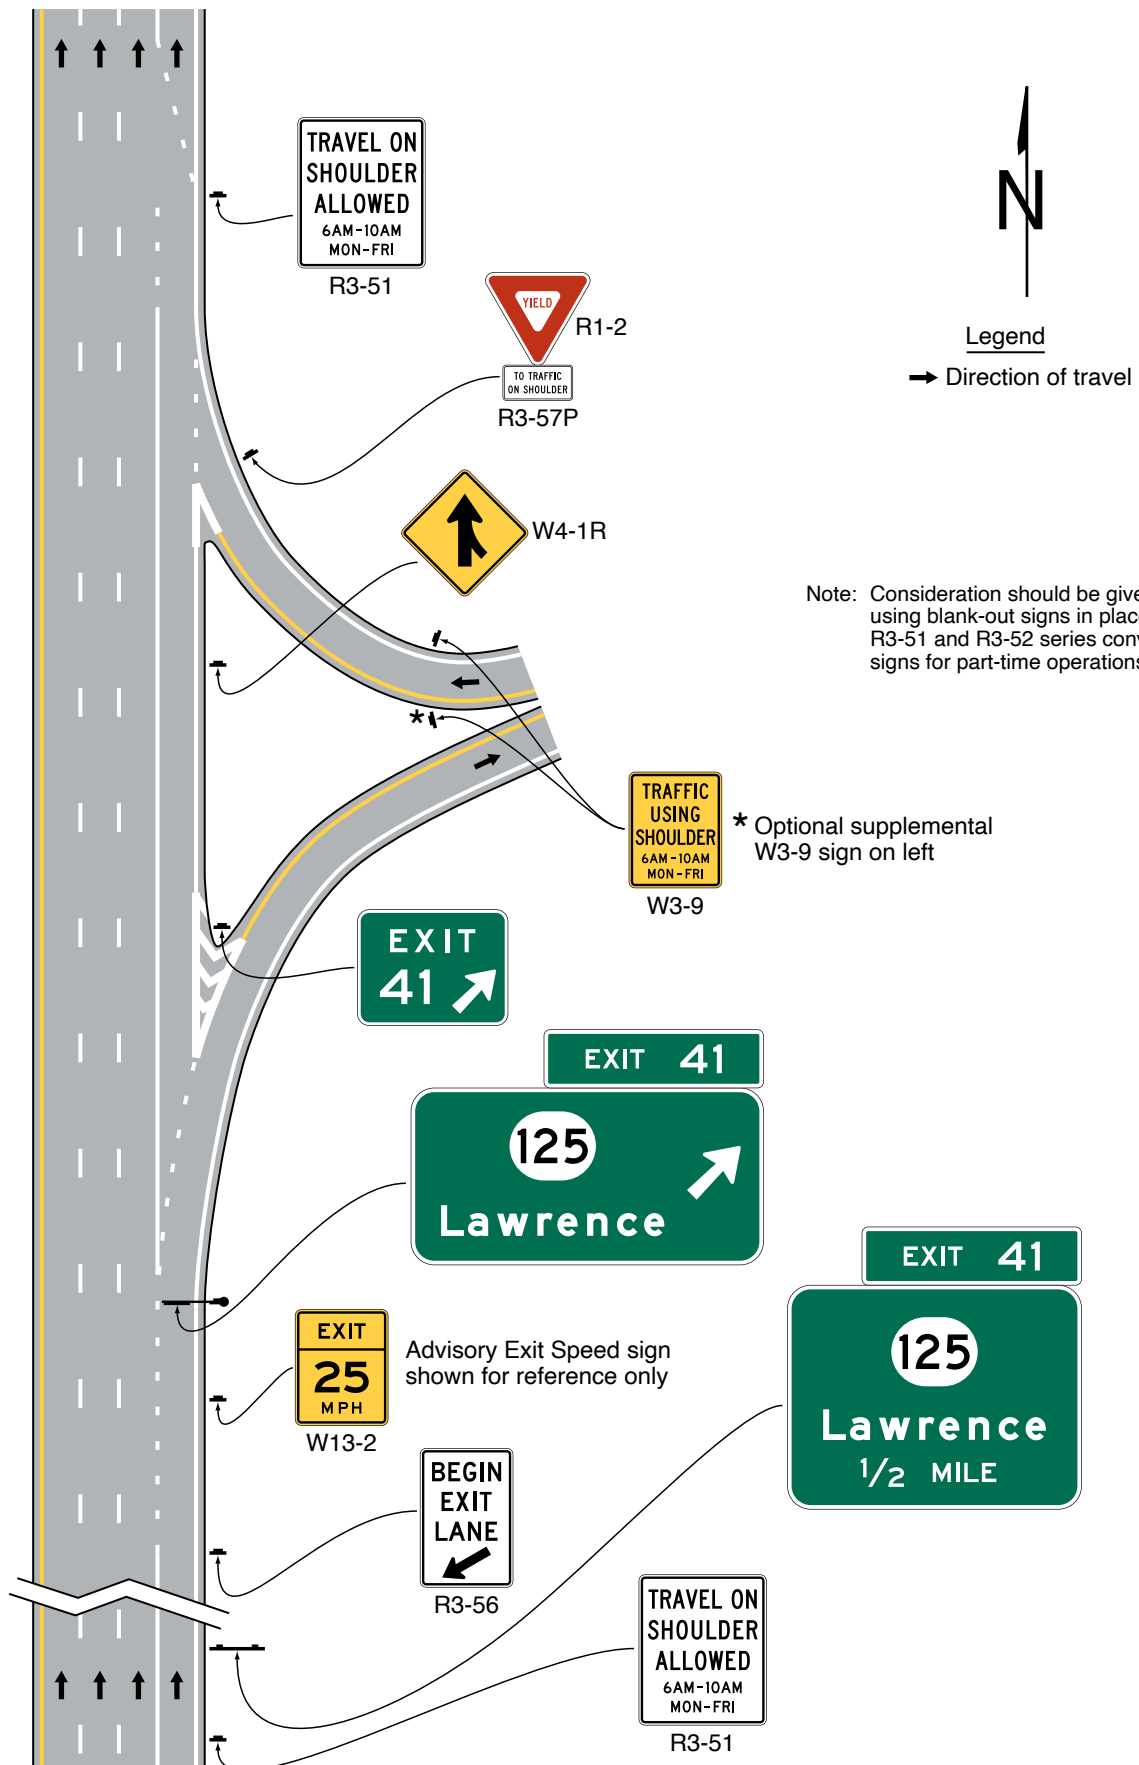 TRAVEL ON
SHOULDER
ALLOWED
6AM-10AM
MON-FRI
R3-51
N
YIELD
R1-2
TO TRAFFIC
ON SHOULDER
R3-57P
Legend
Direction of travel
W4-1R
Note: Consideration should be give
using blank-out signs in plac
R3-51 and R3-52 series conv
signs for part-time operations
*
TRAFFIC
USING
SHOULDER
6AM-10AM
MON-FRI
W3-9
* Optional supplemental
W3-9 sign on left
EXIT
41
EXIT 41
125
Lawrence
EXIT 41
125
Lawrence
1/2 MILE
EXIT
25
MPH
W13-2
Advisory Exit Speed sign
shown for reference only
BEGIN
EXIT
LANE
R3-56
TRAVEL ON
SHOULDER
ALLOWED
6AM-10AM
MON-FRI
R3-51